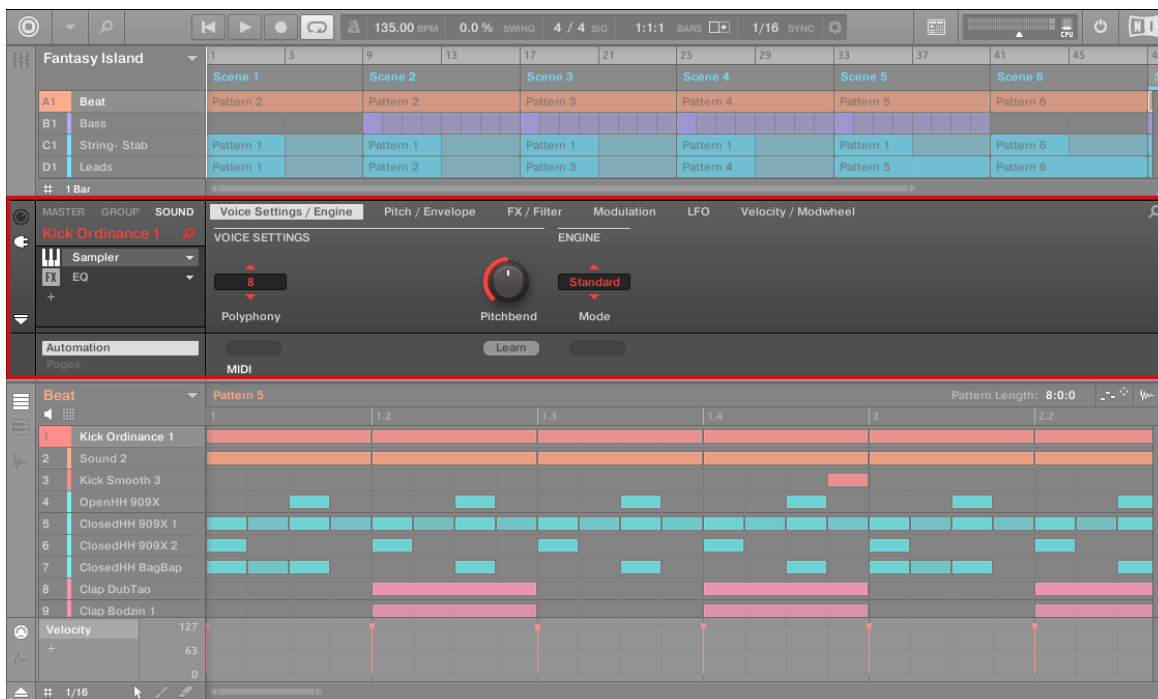 135.00 BPM 0.0 % SWING 4 / 4 SIG 1:1:1 BARS 1/16 SYNC CPU NI
Fantasy Island 1 5 9 13 17 21 25 29 33 37 41 45
Scene 1 Scene 2 Scene 3 Scene 4 Scene 5 Scene 6
A1 Beat Pattern 2 Pattern 2 Pattern 3 Pattern 4 Pattern 5 Pattern 6
B1 Bass
C1 String- Stab Pattern 1 Pattern 1 Pattern 1 Pattern 1 Pattern 1 Pattern 6
D1 Leads Pattern 1 Pattern 2 Pattern 3 Pattern 4 Pattern 5 Pattern 6
# 1 Bar
MASTER GROUP SOUND Voice Settings / Engine Pitch / Envelope FX / Filter Modulation LFO Velocity / Modwheel
Kick Ordinance 1 VOICE SETTINGS ENGINE
Sampler
FX EQ 8 Standard
+
Polyphony Pitchbend Mode
Automation Learn
Pages MIDI
Beat Pattern 5 Pattern Length: 8:0:0
1 1.2 1.3 1.4 2 2.2
1 Kick Ordinance 1
2 Sound 2
3 Kick Smooth 3
4 OpenHH 909X
5 ClosedHH 909X 1
6 ClosedHH 909X 2
7 ClosedHH BagBap
8 Clap DubTao
9 Clap Bodzin 1
Velocity 127
+ 63
0
# 1/16